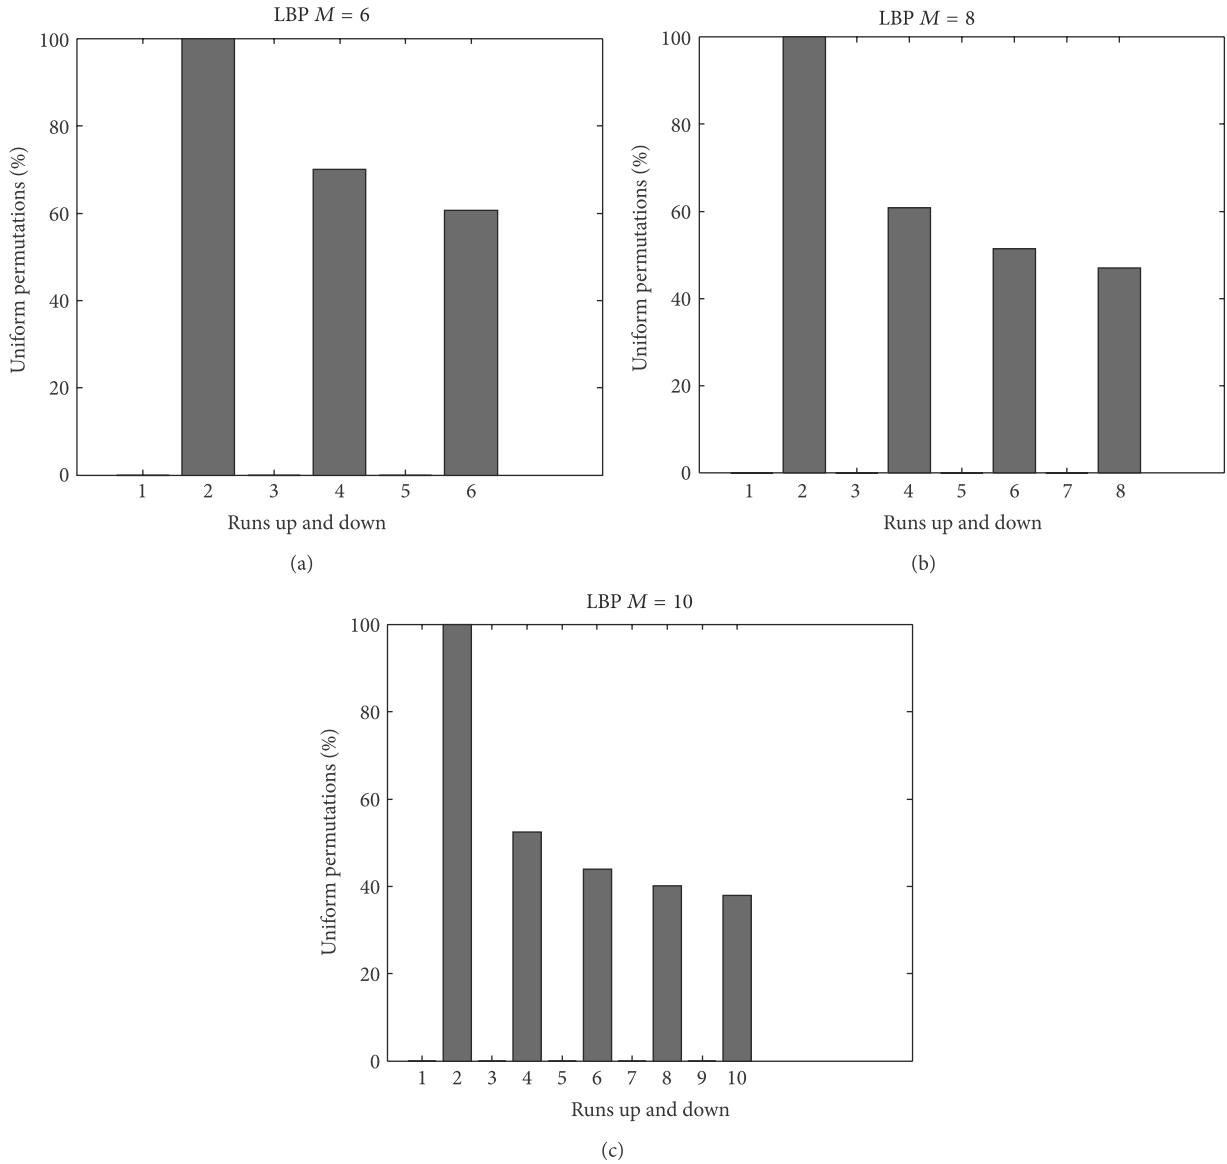 LBP M = 6
Uniform permutations (%)
100
80
60
40
20
0
1 2 3 4 5 6
Runs up and down
(a)
LBP M = 8
Uniform permutations (%)
100
80
60
40
20
0
1 2 3 4 5 6 7 8
Runs up and down
(b)
LBP M = 10
Uniform permutations (%)
100
80
60
40
20
0
1 2 3 4 5 6 7 8 9 10
Runs up and down
(c)